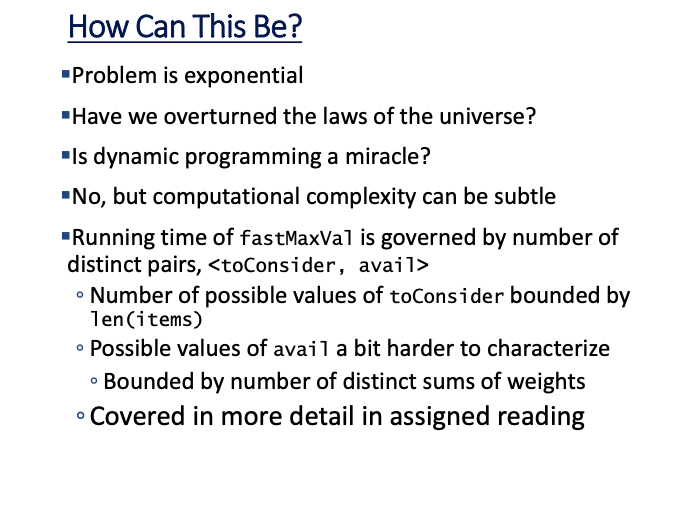 How Can This Be?
▪Problem is exponential
▪Have we overturned the laws of the universe?
▪Is dynamic programming a miracle?
▪No, but computational complexity can be subtle
▪Running time of fastMaxVal is governed by number of
distinct pairs, <toConsider, avail>
◦ Number of possible values of toConsider bounded by
len(items)
◦ Possible values of avail a bit harder to characterize
◦ Bounded by number of distinct sums of weights
◦ Covered in more detail in assigned reading